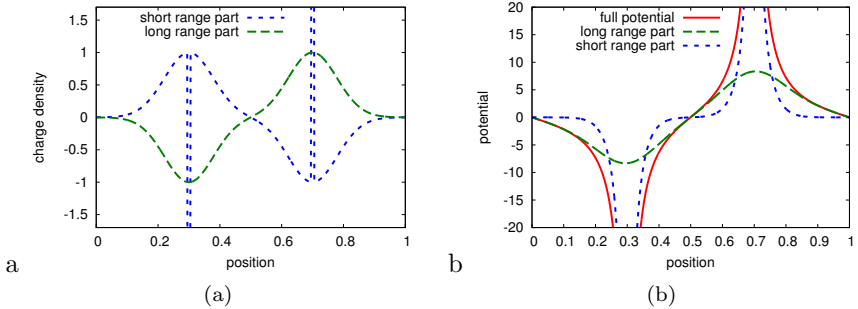 short range part
long range part
charge density
1.5
1
0.5
0
-0.5
-1
-1.5
0 0.2 0.4 0.6 0.8 1
position
a
(a)
full potential
long range part
short range part
potential
20
15
10
5
0
-5
-10
-15
-20
0 0.1 0.2 0.3 0.4 0.5 0.6 0.7 0.8 0.9 1
position
b
(b)